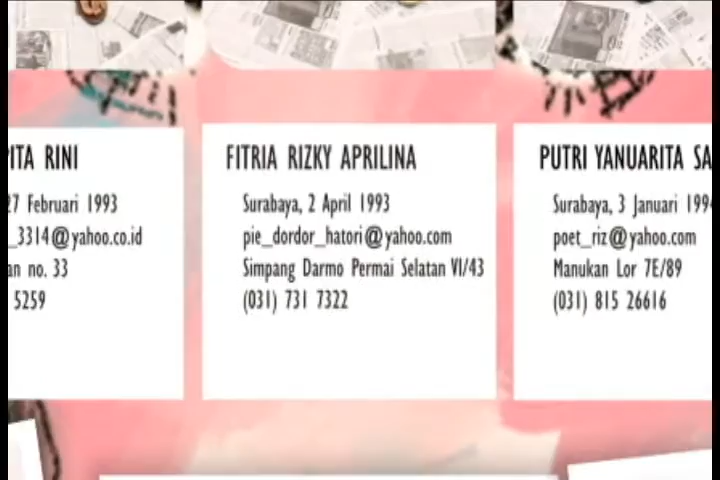 PITA RINI
27 Februari 1993
_3314@yahoo.co.id
an no. 33
5259
FITRIA RIZKY APRILINA
Surabaya, 2 April 1993
pie_dordor_hatori@yahoo.com
Simpang Darmo Permai Selatan VI/43
(031) 731 7322
PUTRI YANUARITA SA
Surabaya, 3 Januari 1994
poet_riz@yahoo.com
Manukan Lor 7E/89
(031) 815 26616